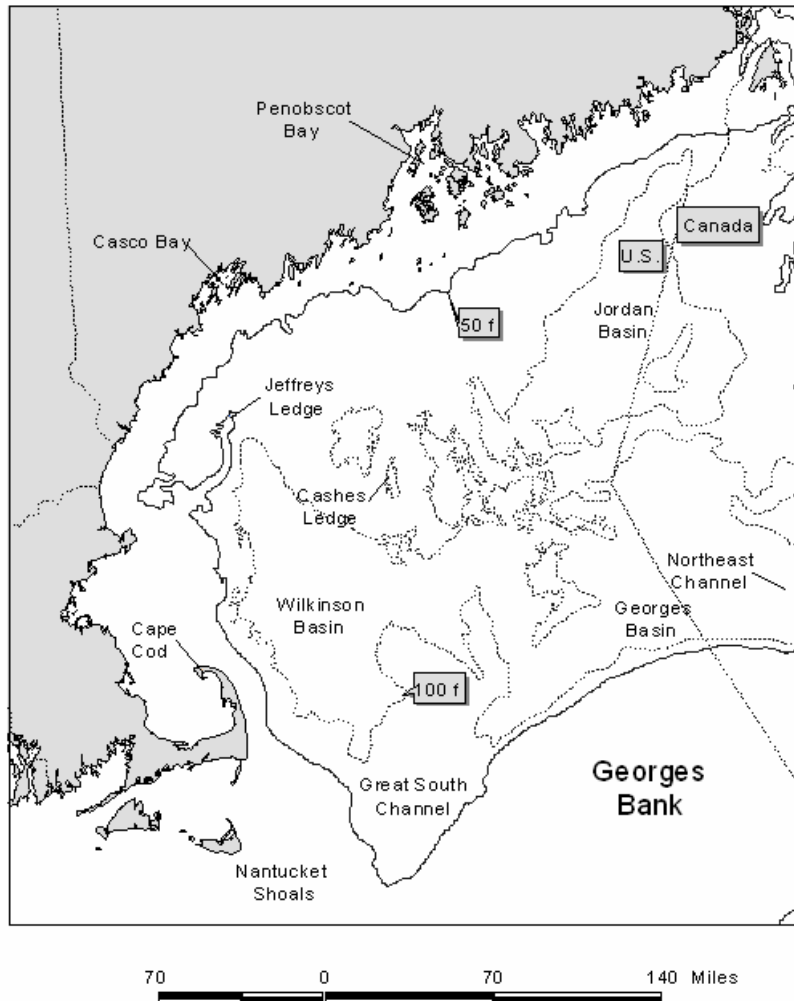 Penobscot
Bay
Canada
Casco Bay
U.S.
Jordan
Basin
50 f
Jeffreys
Ledge
Cashes
Ledge
Northeast
Channel
Wilkinson
Basin
Georges
Basin
Cape
Cod
100 f
Georges
Bank
Great South
Channel
Nantucket
Shoals
70 0 70 140 Miles